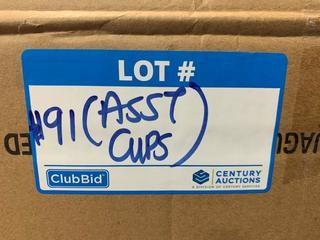 LOT #
#91 (ASST
CUPS)
ClubBid
CENTURY
AUCTIONS
A DIVISION OF CENTURY SERVICES